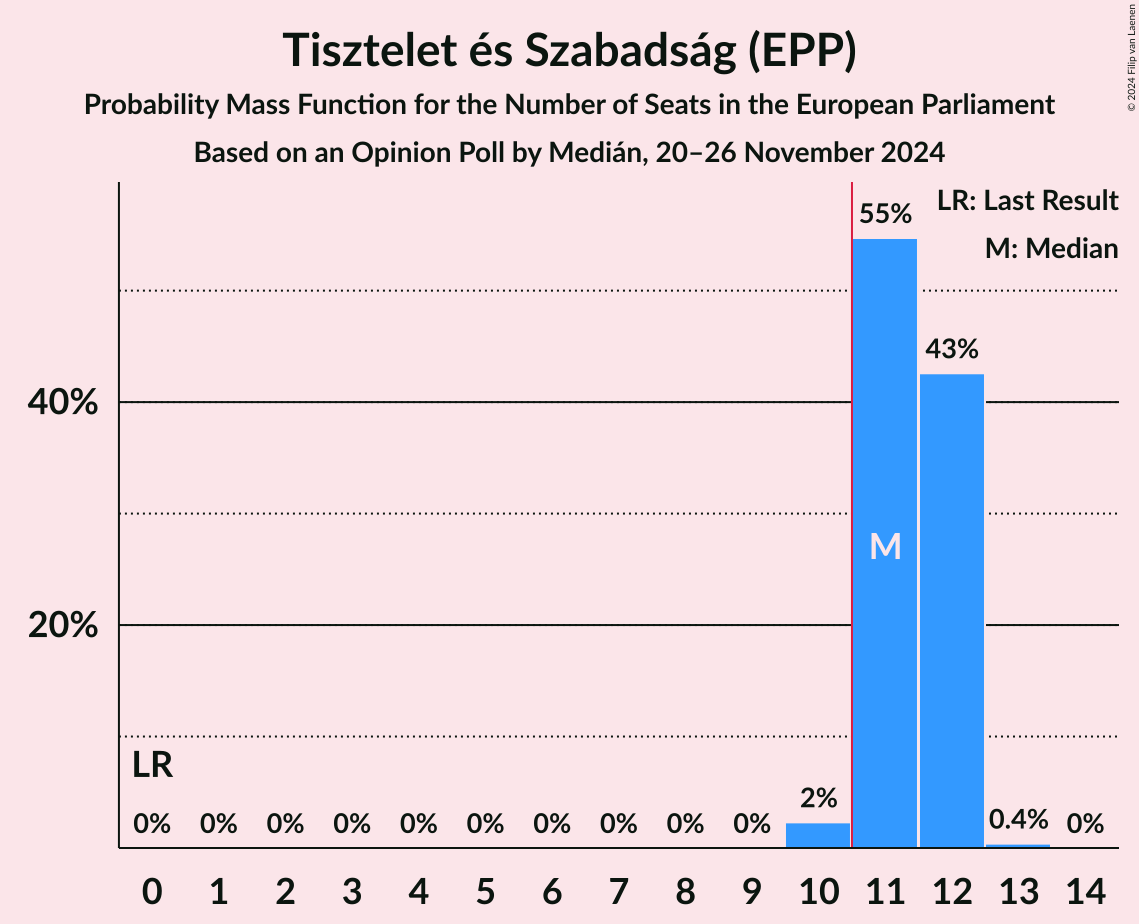 Tisztelet és Szabadság (EPP)
Probability Mass Function for the Number of Seats in the European Parliament
Based on an Opinion Poll by Medián, 20–26 November 2024
© 2024 Filip van Laenen
LR: Last Result
M: Median
55%
43%
40%
M
20%
LR
0% 0% 0% 0% 0% 0% 0% 0% 0% 0% 2% 0.4% 0%
0 1 2 3 4 5 6 7 8 9 10 11 12 13 14